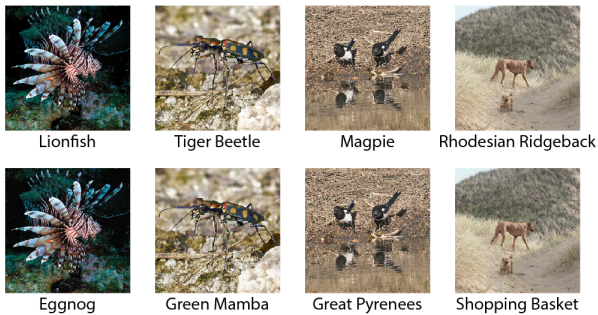 Lionfish
Tiger Beetle
Magpie
Rhodesian Ridgeback
Eggnog
Green Mamba
Great Pyrenees
Shopping Basket